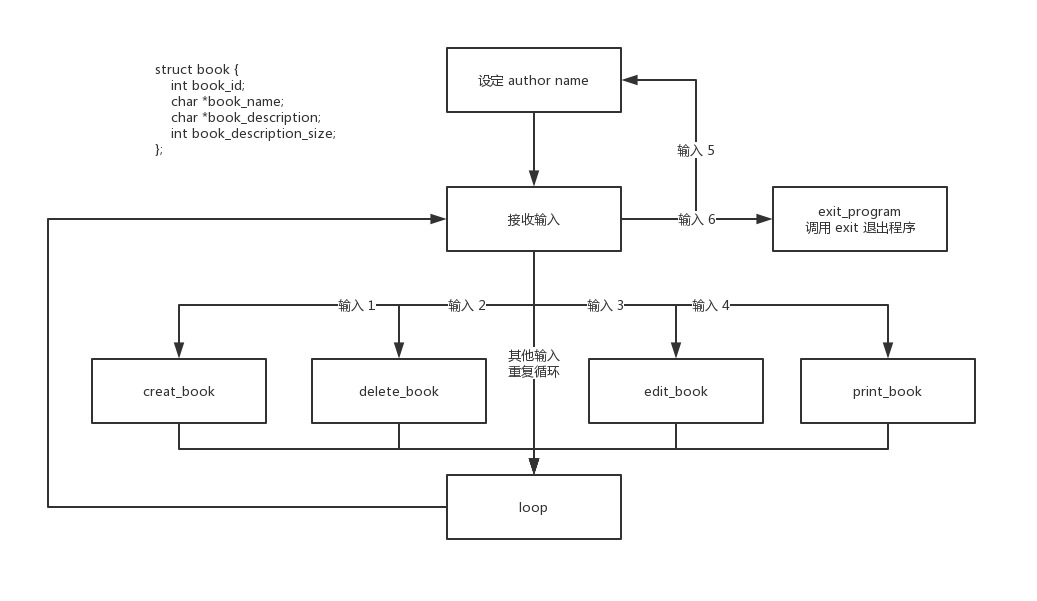 设定 author name
struct book {
int book_id;
char *book_name;
char *book_description;
int book_description_size;
};
输入 5
接收输入
输入 6
exit_program
调用 exit 退出程序
输入 1
输入 2
输入 3
输入 4
其他输入
重复循环
creat_book
delete_book
edit_book
print_book
loop